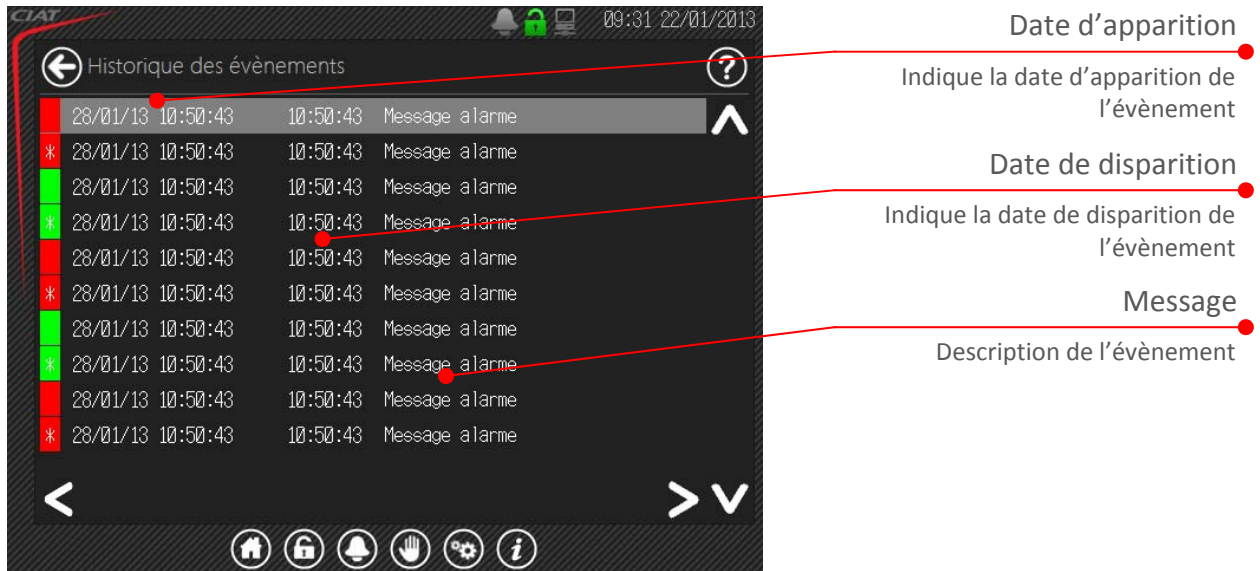 CIAT
09:31 22/01/2013
Historique des évènements
?
28/01/13 10:50:43 10:50:43 Message alarme
* 28/01/13 10:50:43 10:50:43 Message alarme
28/01/13 10:50:43 10:50:43 Message alarme
* 28/01/13 10:50:43 10:50:43 Message alarme
28/01/13 10:50:43 10:50:43 Message alarme
* 28/01/13 10:50:43 10:50:43 Message alarme
28/01/13 10:50:43 10:50:43 Message alarme
* 28/01/13 10:50:43 10:50:43 Message alarme
28/01/13 10:50:43 10:50:43 Message alarme
* 28/01/13 10:50:43 10:50:43 Message alarme
i
Date d’apparition
Indique la date d’apparition de
l’évènement
Date de disparition
Indique la date de disparition de
l’évènement
Message
Description de l’évènement